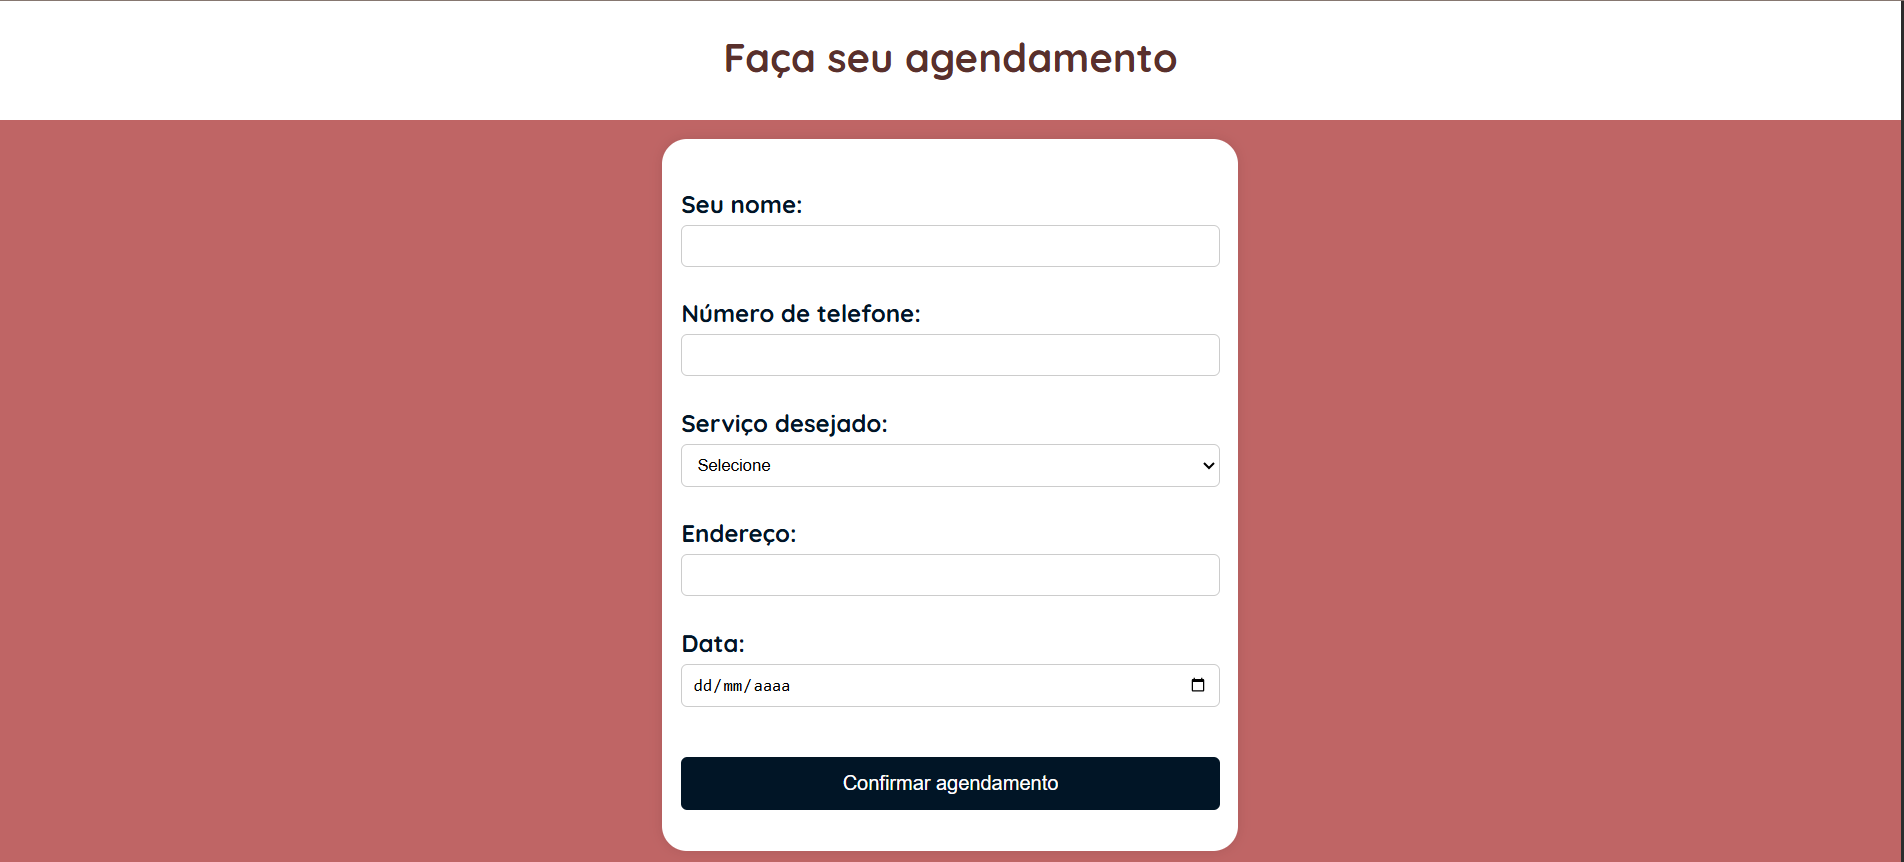 Faça seu agendamento
Seu nome:
Número de telefone:
Serviço desejado:
Selecione
Endereço:
Data:
dd/mm/aaaa
Confirmar agendamento